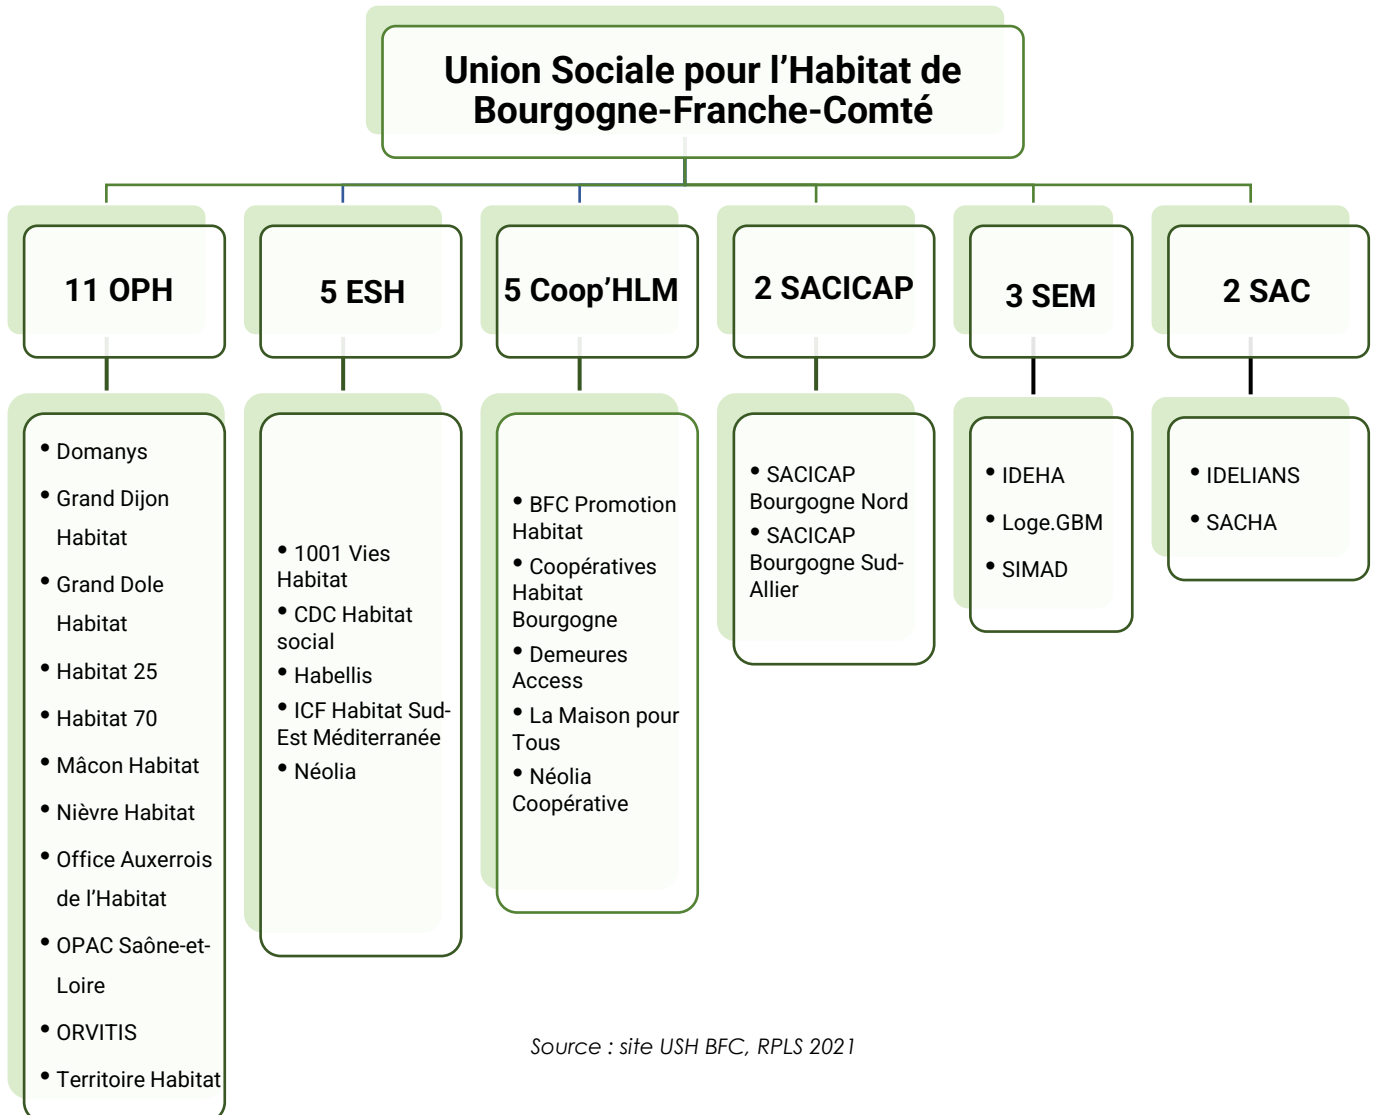 Union Sociale pour l’Habitat de
Bourgogne-Franche-Comté
11 OPH
5 ESH
5 Coop’HLM
2 SACICAP
3 SEM
2 SAC
• Domanys
• Grand Dijon
Habitat
• Grand Dole
Habitat
• Habitat 25
• Habitat 70
• Mâcon Habitat
• Nièvre Habitat
• Office Auxerrois
de l’Habitat
• OPAC Saône-et-
Loire
• ORVITIS
• Territoire Habitat
• 1001 Vies
Habitat
• CDC Habitat
social
• Habellis
• ICF Habitat Sud-
Est Méditerranée
• Néolia
• BFC Promotion
Habitat
• Coopératives
Habitat
Bourgogne
• Demeures
Access
• La Maison pour
Tous
• Néolia
Coopérative
• SACICAP
Bourgogne Nord
• SACICAP
Bourgogne Sud-
Allier
• IDEHA
• Loge.GBM
• SIMAD
• IDELIANS
• SACHA
Source : site USH BFC, RPLS 2021